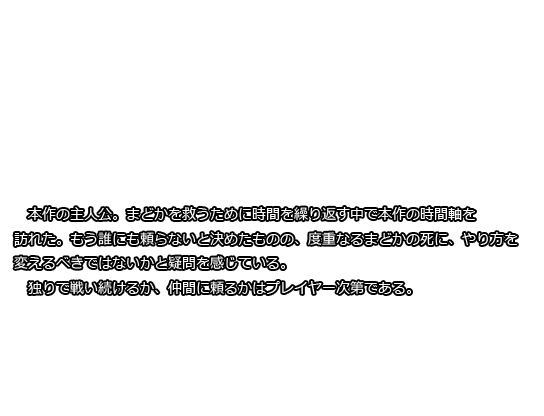 本作の主人公。まどかを救うために時間を繰り返す中で本作の時間軸を
訪れた。もう誰にも頼らないと決めたものの、度重なるまどかの死に、やり方を
変えるべきではないかと疑問を感じている。
　独りで戦い続けるか、仲間に頼るかはプレイヤー次第である。